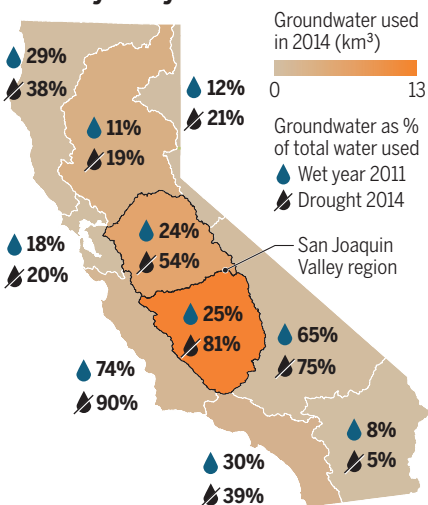 Groundwater used
in 2014 (km³)
0 13
Groundwater as %
of total water used
Wet year 2011
Drought 2014
San Joaquin
Valley region
29%
38%
12%
21%
11%
19%
18%
20%
24%
54%
25%
81%
65%
75%
74%
90%
8%
5%
30%
39%